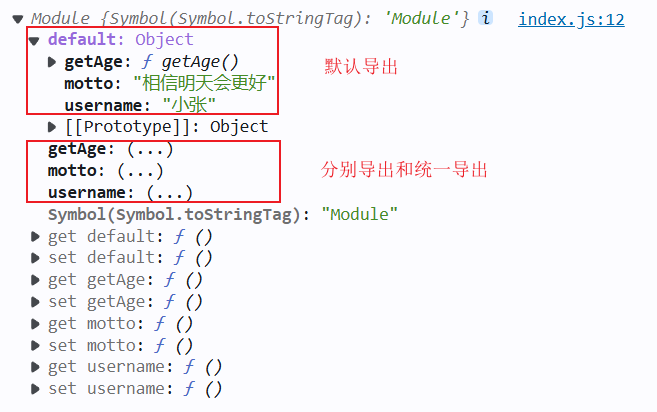 ▼ Module {Symbol(Symbol.toStringTag): 'Module'} i index.js:12
▼ default: Object
▶ getAge: ƒ getAge()
默认导出
motto: "相信明天会更好"
username: "小张"
▶ [[Prototype]]: Object
getAge: (...)
motto: (...)
分别导出和统一导出
username: (...)
Symbol(Symbol.toStringTag): "Module"
▶ get default: ƒ ()
▶ set default: ƒ ()
▶ get getAge: ƒ ()
▶ set getAge: ƒ ()
▶ get motto: ƒ ()
▶ set motto: ƒ ()
▶ get username: ƒ ()
▶ set username: ƒ ()